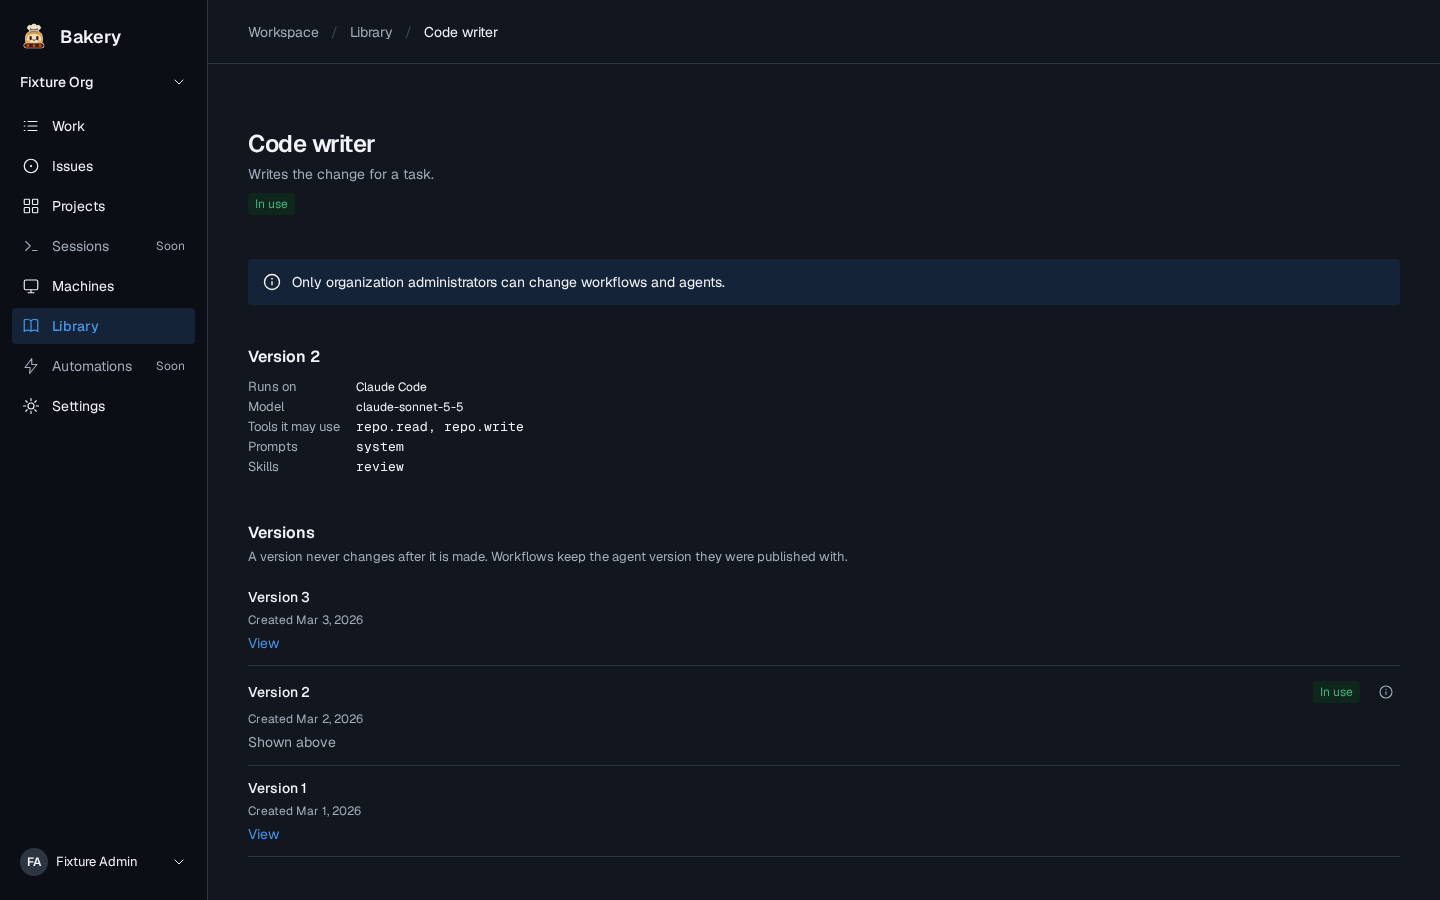 Bakery
Fixture Org
Work
Issues
Projects
Sessions Soon
Machines
Library
Automations Soon
Settings
FA Fixture Admin
Workspace / Library / Code writer
Code writer
Writes the change for a task.
In use
Only organization administrators can change workflows and agents.
Version 2
Runs on Claude Code
Model claude-sonnet-5-5
Tools it may use repo.read, repo.write
Prompts system
Skills review
Versions
A version never changes after it is made. Workflows keep the agent version they were published with.
Version 3
Created Mar 3, 2026
View
Version 2 In use
Created Mar 2, 2026
Shown above
Version 1
Created Mar 1, 2026
View